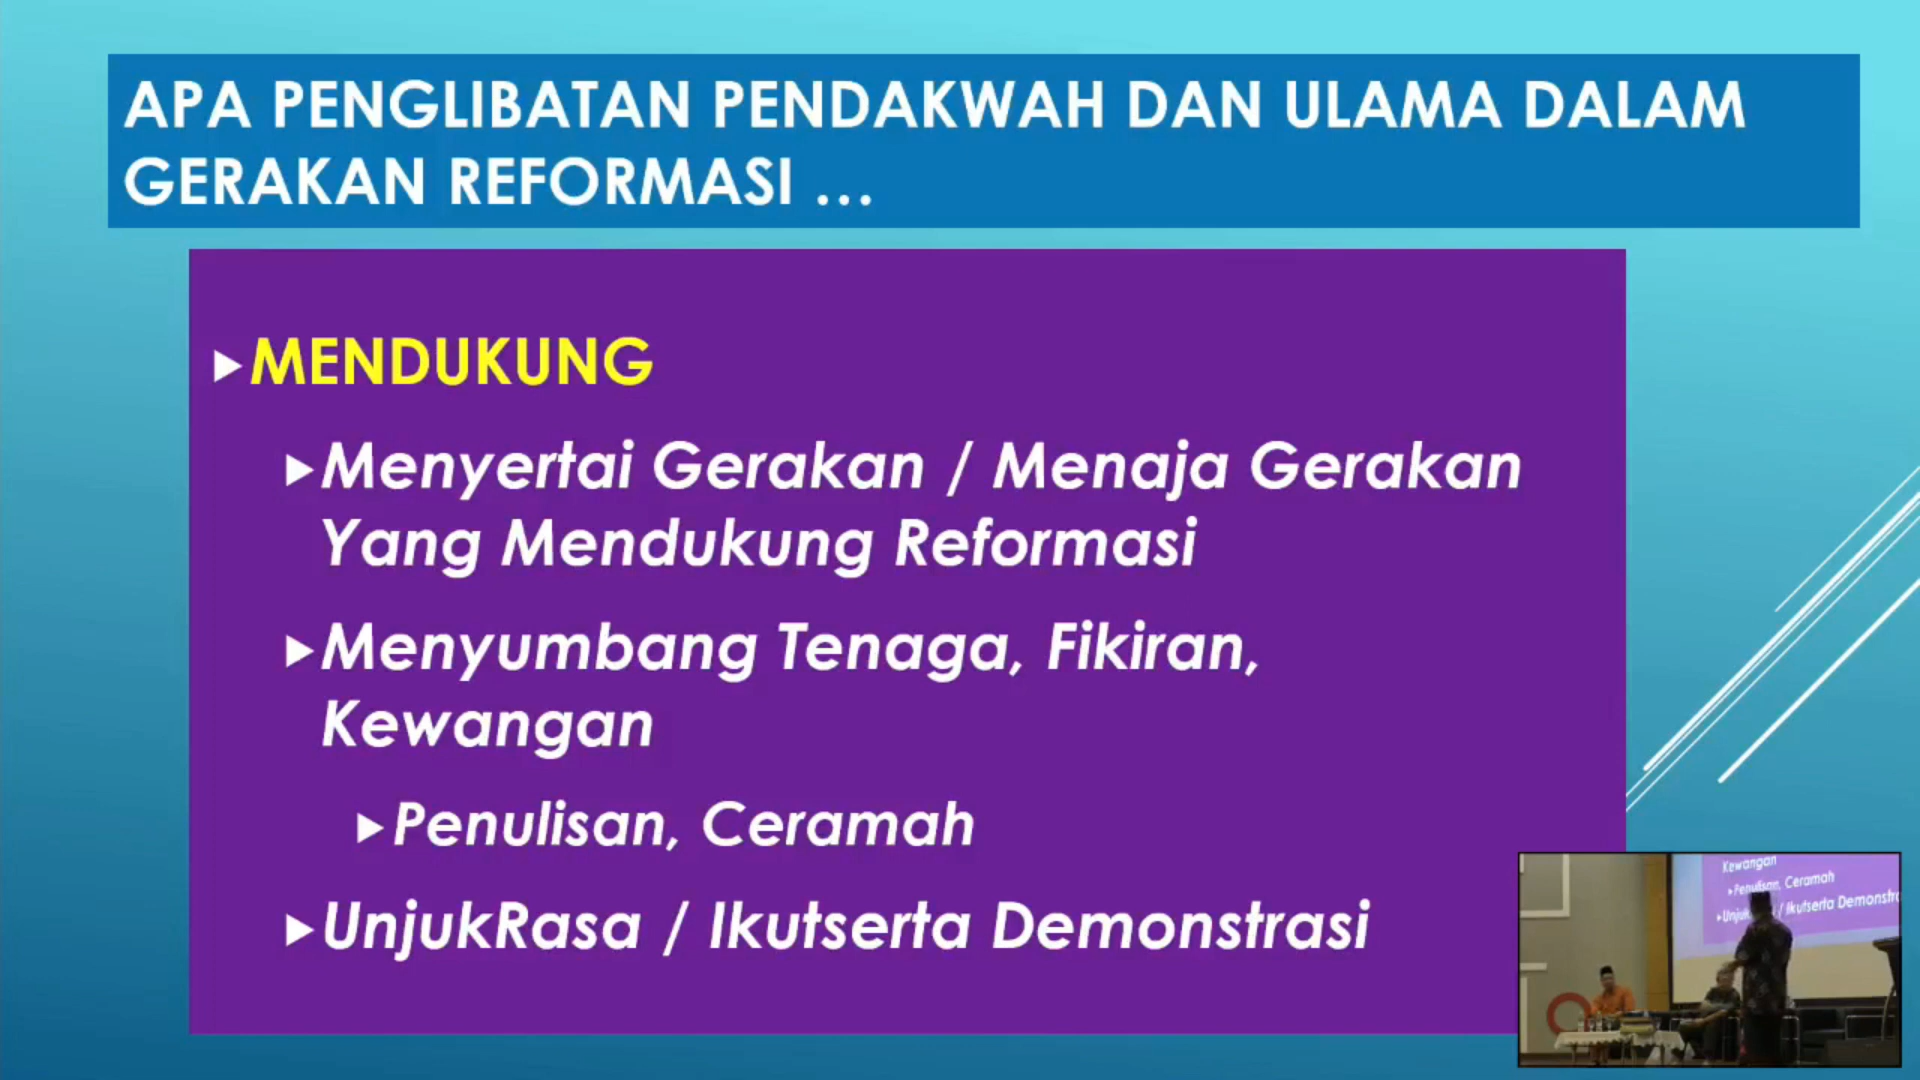 APA PENGLIBATAN PENDAKWAH DAN ULAMA DALAM
GERAKAN REFORMASI ...
MENDUKUNG
Menyertai Gerakan / Menaja Gerakan
Yang Mendukung Reformasi
Menyumbang Tenaga, Fikiran,
Kewangan
Penulisan, Ceramah
UnjukRasa / Ikutserta Demonstrasi
Kewangan
Penulisan, Ceramah
/ Ikutserta Demonstra